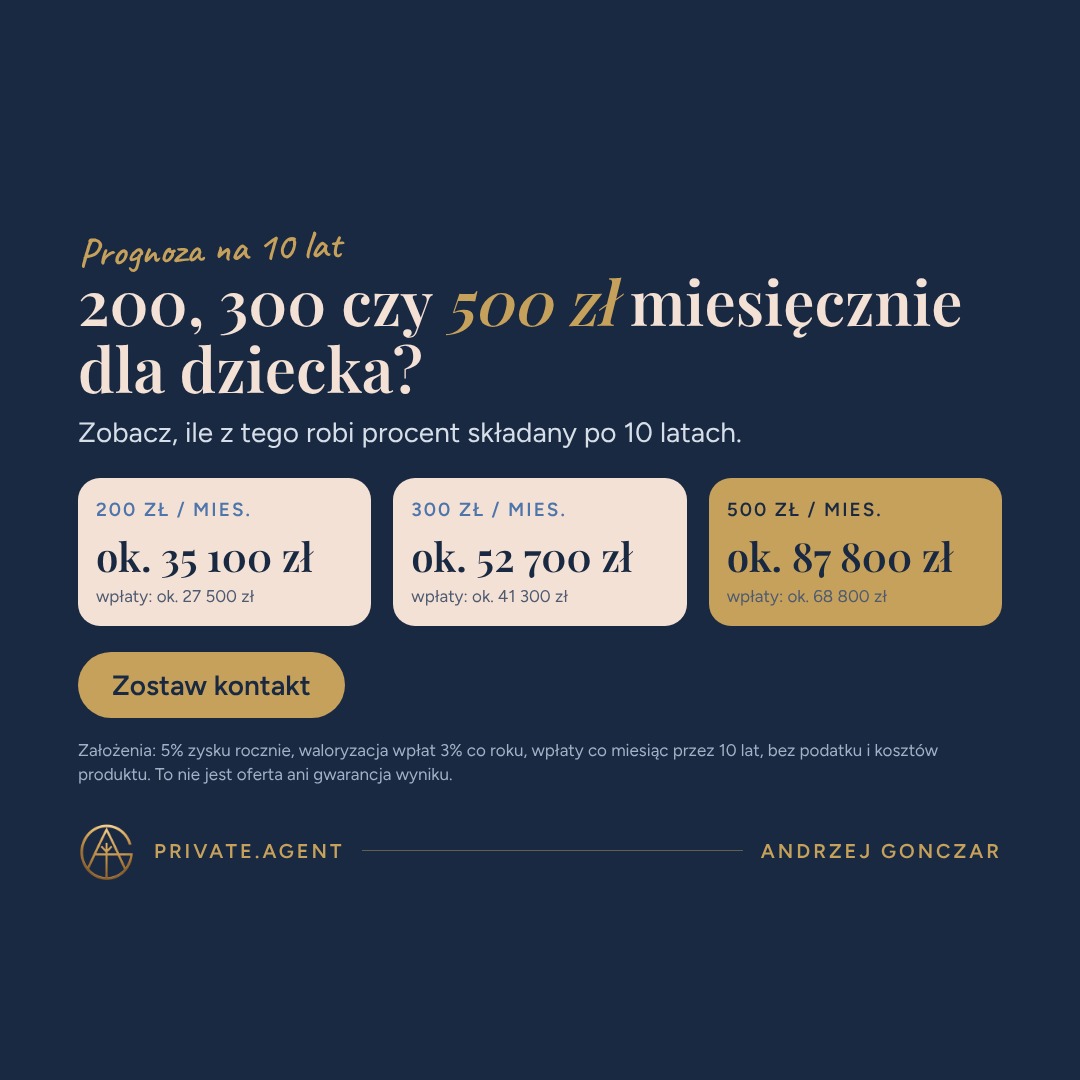 Prognoza na 10 lat
200, 300 czy 500 zł miesięcznie
dla dziecka?
Zobacz, ile z tego robi procent składany po 10 latach.
200 ZŁ / MIES.
ok. 35 100 zł
wpłaty: ok. 27 500 zł
300 ZŁ / MIES.
ok. 52 700 zł
wpłaty: ok. 41 300 zł
500 ZŁ / MIES.
ok. 87 800 zł
wpłaty: ok. 68 800 zł
Zostaw kontakt
Założenia: 5% zysku rocznie, waloryzacja wpłat 3% co roku, wpłaty co miesiąc przez 10 lat, bez podatku i kosztów
produktu. To nie jest oferta ani gwarancja wyniku.
PRIVATE.AGENT
ANDRZEJ GONCZAR